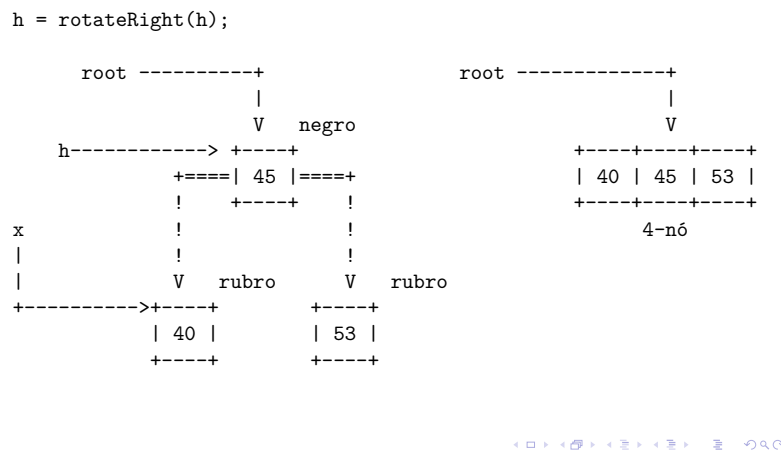 h = rotateRight(h);
     root ----------+                 root -------------+
                    |                                   |
                    V   negro                           V
   h------------> +----+                        +----+----+----+
             +====| 45 |====+                   | 40 | 45 | 53 |
             !    +----+    !                   +----+----+----+
x            !              !                         4-nó
|            !              !
|            V   rubro      V   rubro
+---------->+----+        +----+
            | 40 |        | 53 |
            +----+        +----+